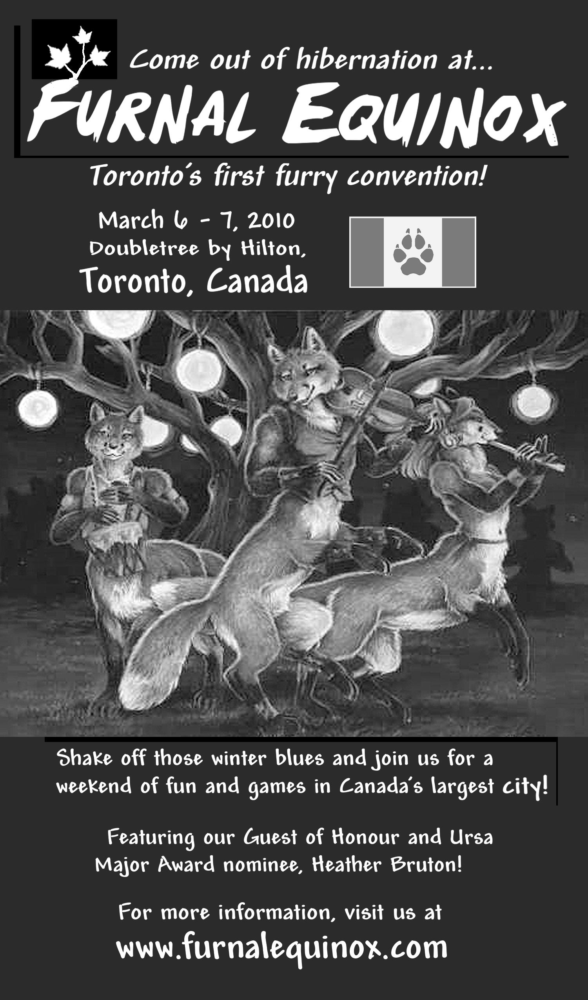 Come out of hibernation at...
FURNAL EQUINOX
Toronto's first furry convention!
March 6 - 7, 2010
Doubletree by Hilton,
Toronto, Canada
Shake off those winter blues and join us for a
weekend of fun and games in Canada's largest city!
Featuring our Guest of Honour and Ursa
Major Award nominee, Heather Bruton!
For more information, visit us at
www.furnalequinox.com